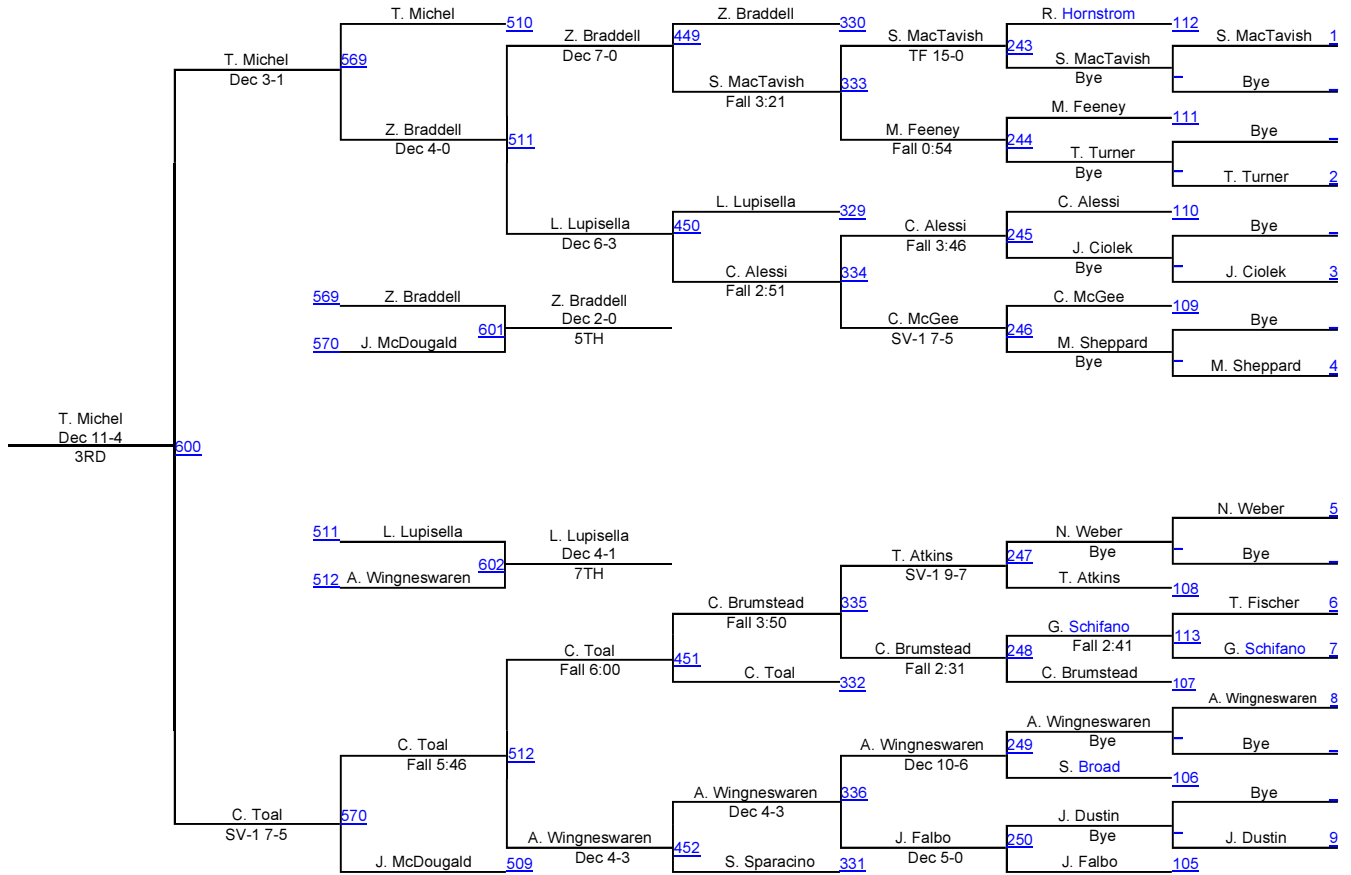 T. Michel
510
Z. Braddell
330
R. Hornstrom
112
Z. Braddell
449
S. MacTavish
S. MacTavish
1
Dec 7-0
TF 15-0
243
T. Michel
569
S. MacTavish
Dec 3-1
Bye
Bye
S. MacTavish
333
Fall 3:21
M. Feeney
111
Z. Braddell
511
M. Feeney
244
Bye
Dec 4-0
Fall 0:54
T. Turner
Bye
T. Turner
2
L. Lupisella
329
C. Alessi
110
L. Lupisella
450
C. Alessi
245
Bye
Dec 6-3
Fall 3:46
J. Ciolek
Bye
C. Alessi
334
J. Ciolek
3
Fall 2:51
569
Z. Braddell
Z. Braddell
C. McGee
109
Dec 2-0
601
5TH
C. McGee
246
Bye
SV-1 7-5
570
J. McDougald
M. Sheppard
Bye
M. Sheppard
4
T. Michel
Dec 11-4
600
3RD
N. Weber
5
511
L. Lupisella
L. Lupisella
N. Weber
Dec 4-1
T. Atkins
247
Bye
Bye
602
7TH
SV-1 9-7
512
A. Wingneswaren
T. Atkins
108
C. Brumstead
335
T. Fischer
6
Fall 3:50
G. Schifano
113
C. Toal
451
C. Brumstead
248
Fall 2:41
G. Schifano
7
Fall 6:00
C. Toal
332
Fall 2:31
C. Brumstead
107
A. Wingneswaren
8
A. Wingneswaren
C. Toal
512
A. Wingneswaren
249
Bye
Bye
Fall 5:46
Dec 10-6
S. Broad
106
A. Wingneswaren
336
Bye
Dec 4-3
C. Toal
570
J. Dustin
SV-1 7-5
A. Wingneswaren
452
J. Falbo
250
Bye
J. Dustin
9
Dec 4-3
Dec 5-0
J. McDougald
509
S. Sparacino
331
J. Falbo
105